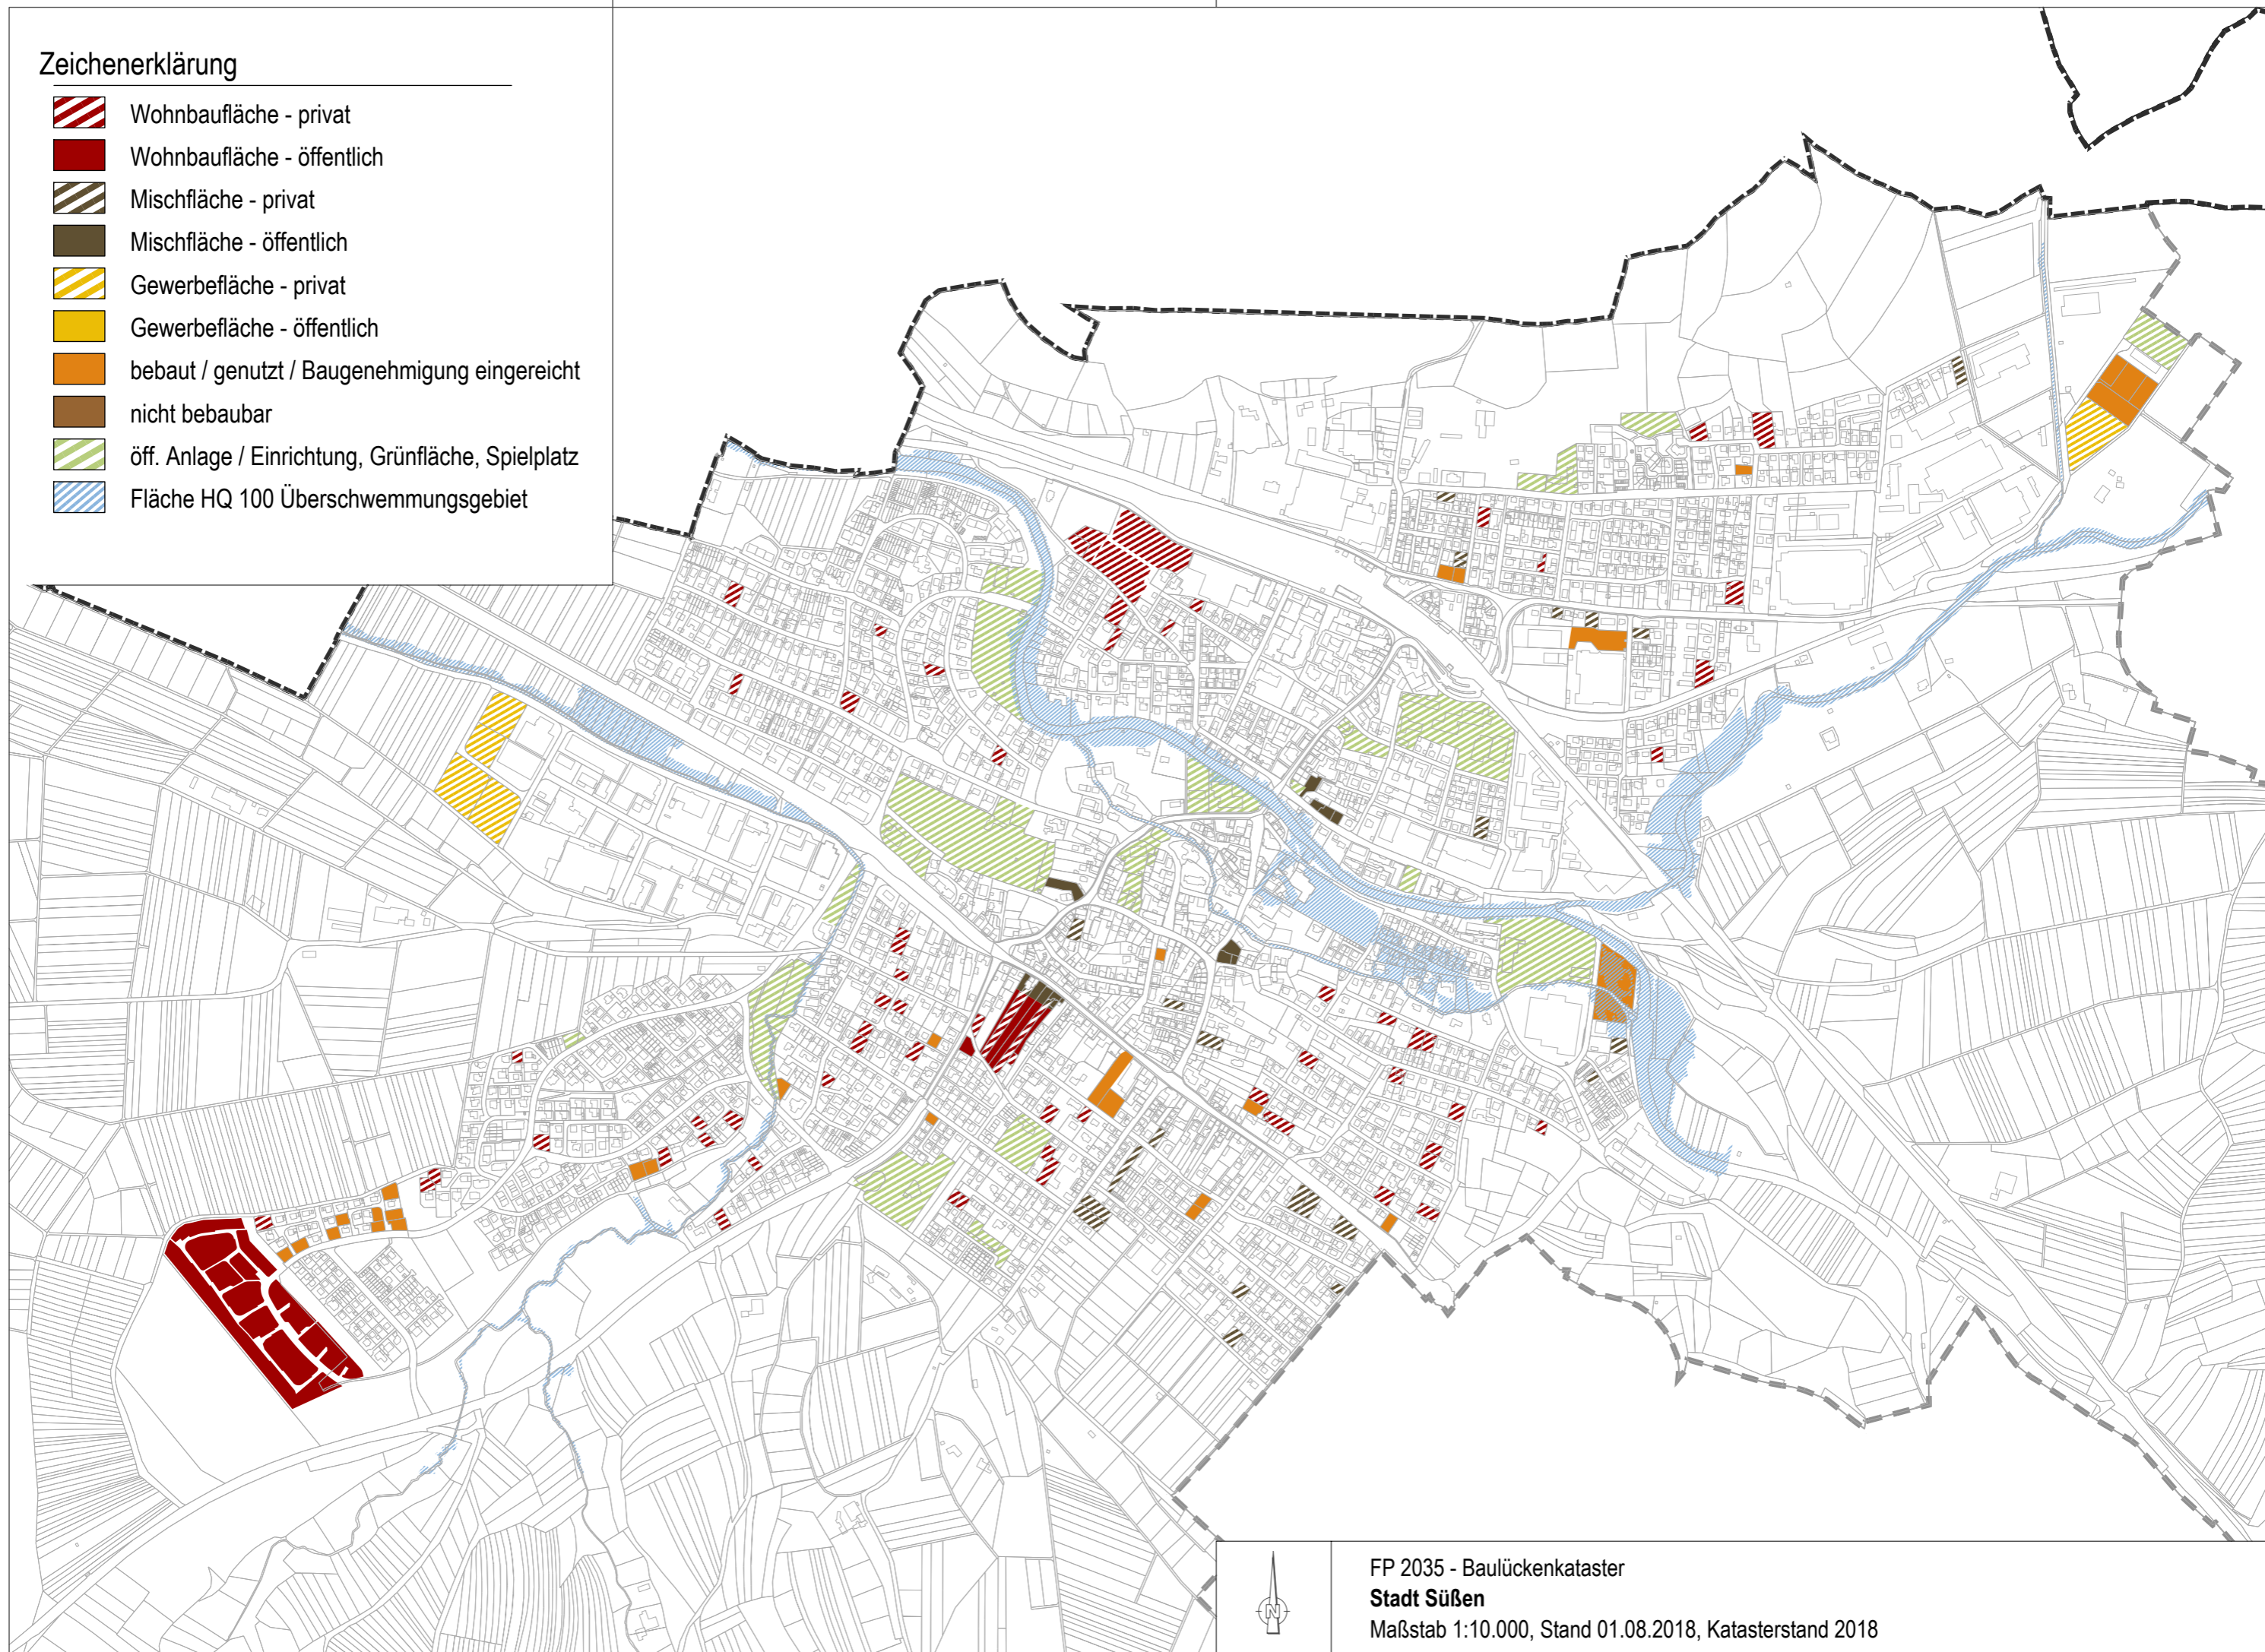 Zeichenerklärung
Wohnbaufläche - privat
Wohnbaufläche - öffentlich
Mischfläche - privat
Mischfläche - öffentlich
Gewerbefläche - privat
Gewerbefläche - öffentlich
bebaut / genutzt / Baugenehmigung eingereicht
nicht bebaubar
öff. Anlage / Einrichtung, Grünfläche, Spielplatz
Fläche HQ 100 Überschwemmungsgebiet
N
FP 2035 - Baulückenkataster
Stadt Süßen
Maßstab 1:10.000, Stand 01.08.2018, Katasterstand 2018